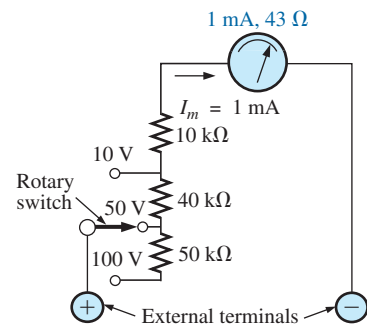 1 mA, 43 Ω
I_m = 1 mA
10 kΩ
10 V
Rotary
switch
50 V
40 kΩ
100 V
50 kΩ
+
External terminals
−